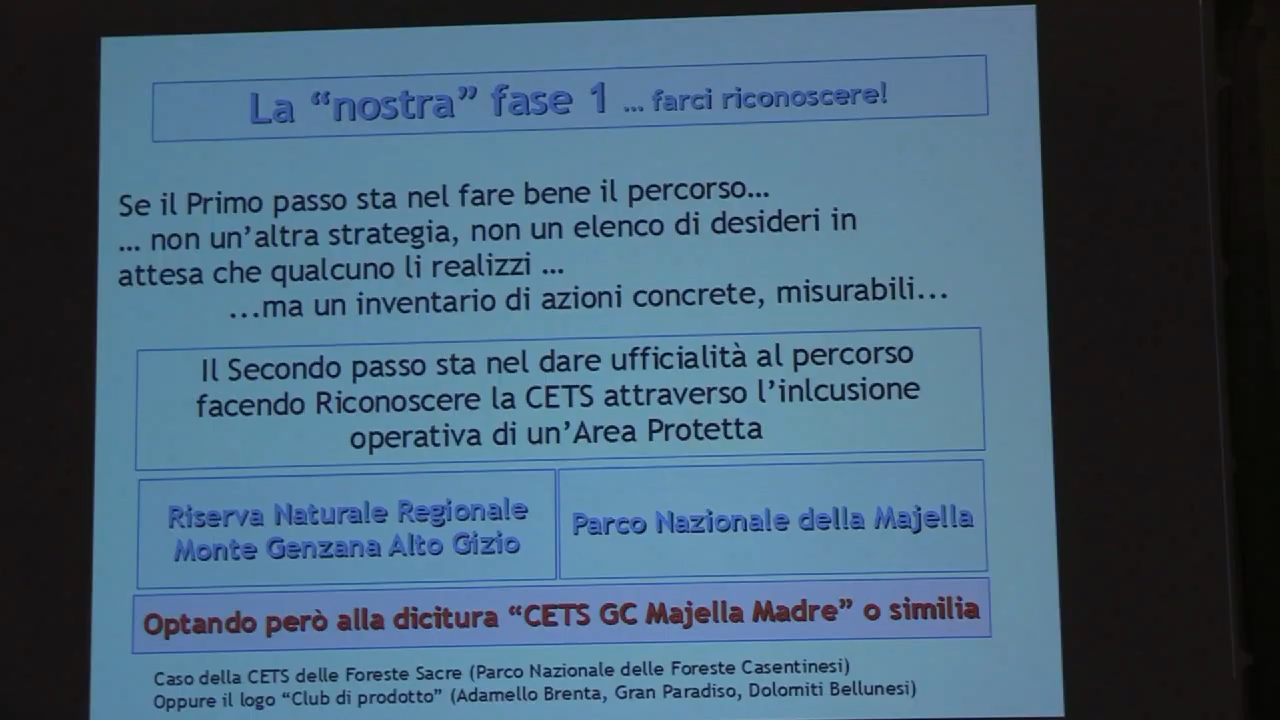 La “nostra” fase 1 ... farci riconoscere!
Se il Primo passo sta nel fare bene il percorso...
... non un’altra strategia, non un elenco di desideri in
attesa che qualcuno li realizzi ...
...ma un inventario di azioni concrete, misurabili...
Il Secondo passo sta nel dare ufficialità al percorso
facendo Riconoscere la CETS attraverso l’inlcusione
operativa di un’Area Protetta
Riserva Naturale Regionale
Monte Genzana Alto Gizio
Parco Nazionale della Majella
Optando però alla dicitura “CETS GC Majella Madre” o similia
Caso della CETS delle Foreste Sacre (Parco Nazionale delle Foreste Casentinesi)
Oppure il logo “Club di prodotto” (Adamello Brenta, Gran Paradiso, Dolomiti Bellunesi)